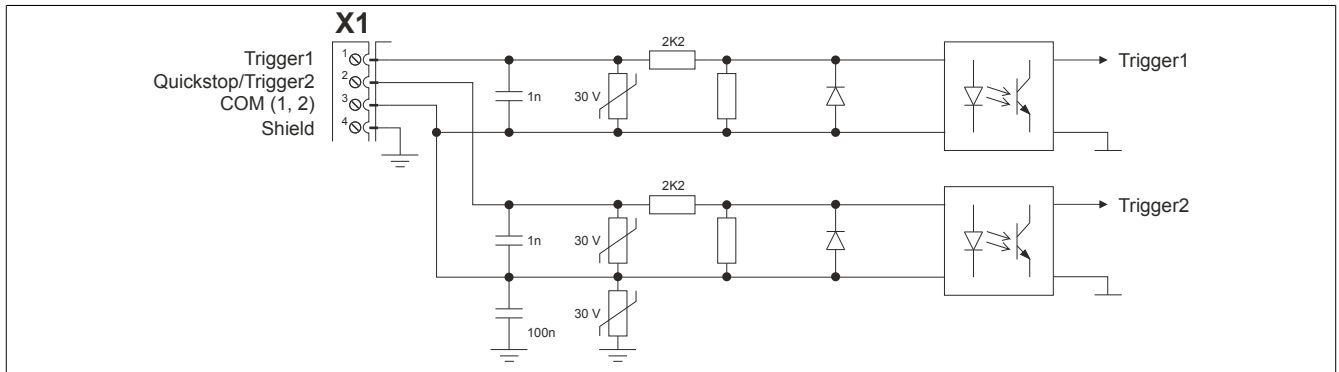 X1
Trigger1
Quickstop/Trigger2
COM (1, 2)
Shield
1
2
3
4
2K2
1n
30 V
Trigger1
2K2
1n
30 V
Trigger2
100n
30 V